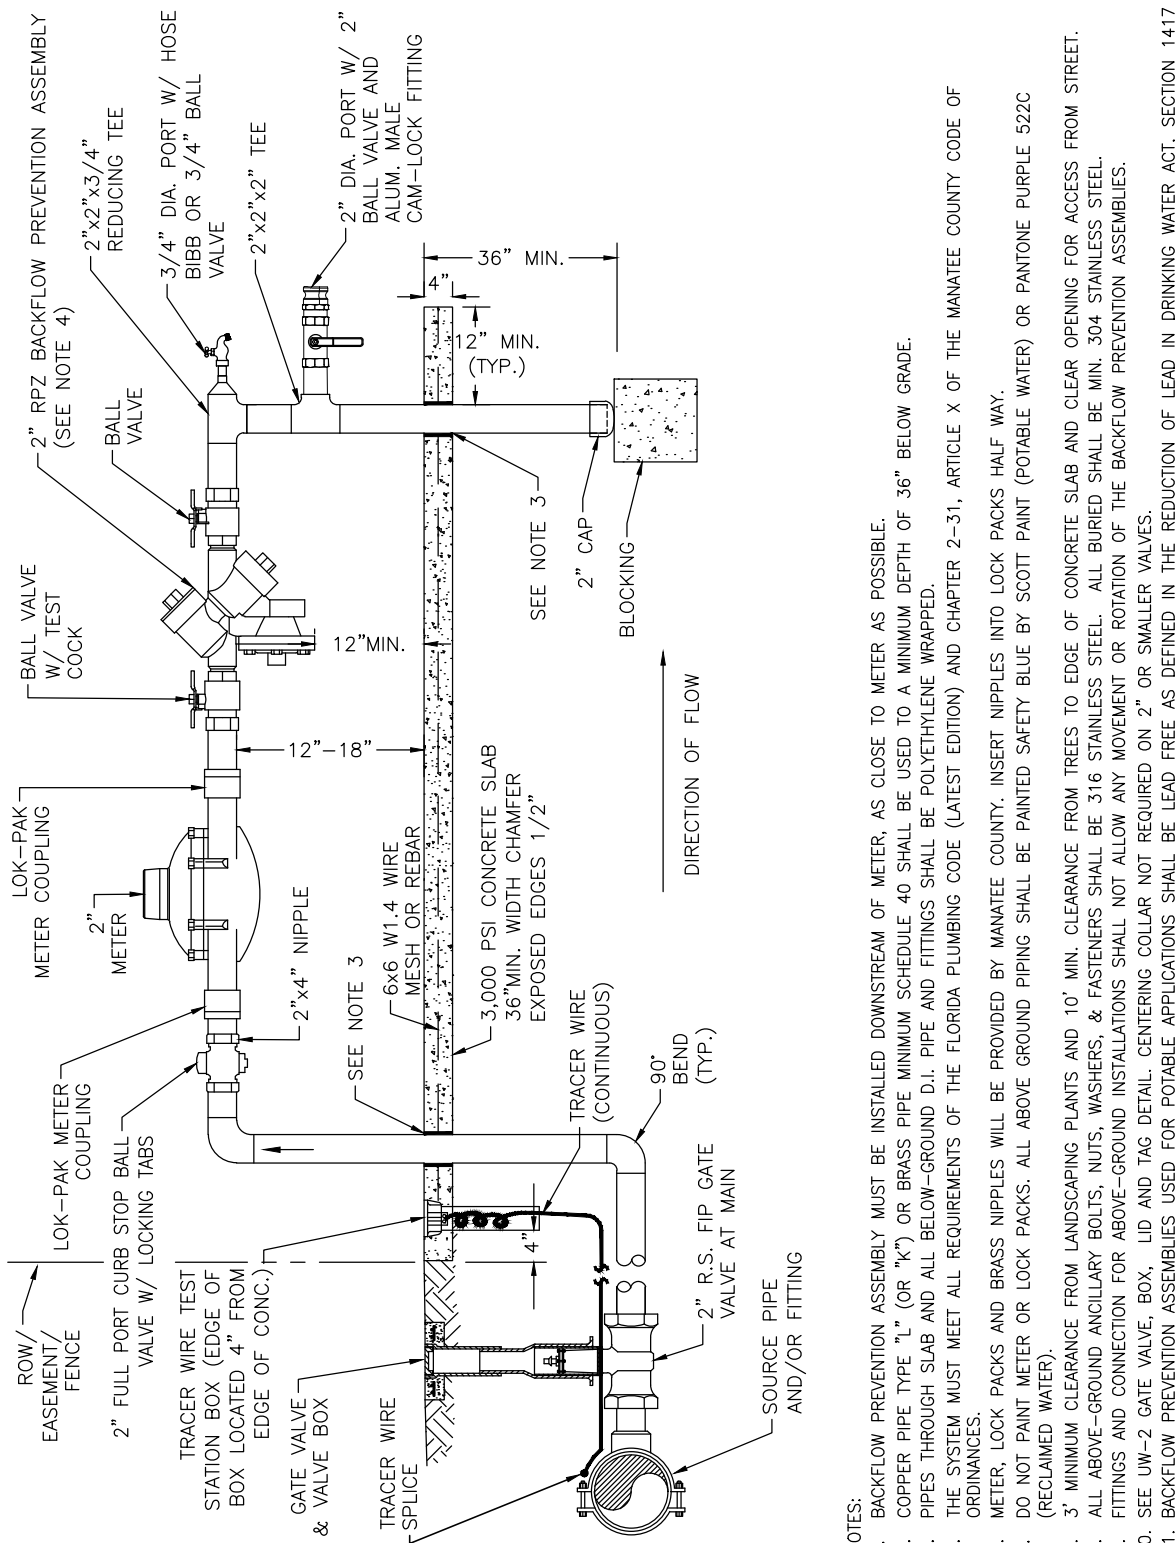 ROW/
EASEMENT/
FENCE
LOK-PAK METER
COUPLING
2" FULL PORT CURB STOP BALL
VALVE W/ LOCKING TABS
TRACER WIRE TEST
STATION BOX (EDGE OF
BOX LOCATED 4" FROM
EDGE OF CONC.)
GATE VALVE
& VALVE BOX
TRACER WIRE
SPLICE
LOK-PAK
METER COUPLING
2"
METER
2"x4" NIPPLE
BALL VALVE
W/ TEST
COCK
BALL
VALVE
2" RPZ BACKFLOW PREVENTION ASSEMBLY
(SEE NOTE 4)
2"x2"x3/4"
REDUCING TEE
3/4" DIA. PORT W/ HOSE
BIBB OR 3/4" BALL
VALVE
2"x2"x2" TEE
2" DIA. PORT W/ 2"
BALL VALVE AND
ALUM. MALE
CAM-LOCK FITTING
12"MIN.
12"-18"
36" MIN.
4"
12" MIN.
(TYP.)
SEE NOTE 3
6x6 W1.4 WIRE
MESH OR REBAR
3,000 PSI CONCRETE SLAB
36"MIN. WIDTH CHAMFER
EXPOSED EDGES 1/2"
SEE NOTE 3
2" CAP
BLOCKING
4"
TRACER WIRE
(CONTINUOUS)
90°
BEND
(TYP.)
2" R.S. FIP GATE
VALVE AT MAIN
SOURCE PIPE
AND/OR FITTING
DIRECTION OF FLOW
OTES:
. BACKFLOW PREVENTION ASSEMBLY MUST BE INSTALLED DOWNSTREAM OF METER, AS CLOSE TO METER AS POSSIBLE.
. COPPER PIPE TYPE "L" (OR "K") OR BRASS PIPE MINIMUM SCHEDULE 40 SHALL BE USED TO A MINIMUM DEPTH OF 36" BELOW GRADE.
. PIPES THROUGH SLAB AND ALL BELOW-GROUND D.I. PIPE AND FITTINGS SHALL BE POLYETHYLENE WRAPPED.
. THE SYSTEM MUST MEET ALL REQUIREMENTS OF THE FLORIDA PLUMBING CODE (LATEST EDITION) AND CHAPTER 2-31, ARTICLE X OF THE MANATEE COUNTY CODE OF
ORDINANCES.
. METER, LOCK PACKS AND BRASS NIPPLES WILL BE PROVIDED BY MANATEE COUNTY. INSERT NIPPLES INTO LOCK PACKS HALF WAY.
. DO NOT PAINT METER OR LOCK PACKS. ALL ABOVE GROUND PIPING SHALL BE PAINTED SAFETY BLUE BY SCOTT PAINT (POTABLE WATER) OR PANTONE PURPLE 522C
(RECLAIMED WATER).
. 3' MINIMUM CLEARANCE FROM LANDSCAPING PLANTS AND 10' MIN. CLEARANCE FROM TREES TO EDGE OF CONCRETE SLAB AND CLEAR OPENING FOR ACCESS FROM STREET.
. ALL ABOVE-GROUND ANCILLARY BOLTS, NUTS, WASHERS, & FASTENERS SHALL BE 316 STAINLESS STEEL. ALL BURIED SHALL BE MIN. 304 STAINLESS STEEL.
. FITTINGS AND CONNECTION FOR ABOVE-GROUND INSTALLATIONS SHALL NOT ALLOW ANY MOVEMENT OR ROTATION OF THE BACKFLOW PREVENTION ASSEMBLIES.
0. SEE UW-2 GATE VALVE, BOX, LID AND TAG DETAIL. CENTERING COLLAR NOT REQUIRED ON 2" OR SMALLER VALVES.
1. BACKFLOW PREVENTION ASSEMBLIES USED FOR POTABLE APPLICATIONS SHALL BE LEAD FREE AS DEFINED IN THE REDUCTION OF LEAD IN DRINKING WATER ACT, SECTION 1417